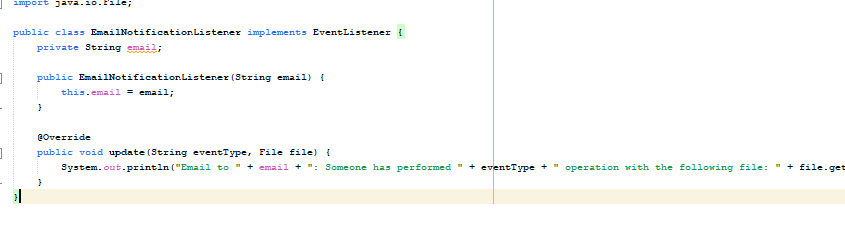 import java.io.File;
public class EmailNotificationListener implements EventListener {
private String email;
public EmailNotificationListener(String email) {
this.email = email;
}
@Override
public void update(String eventType, File file) {
System.out.println("Email to " + email + ": Someone has performed " + eventType + " operation with the following file: " + file.get
}
}